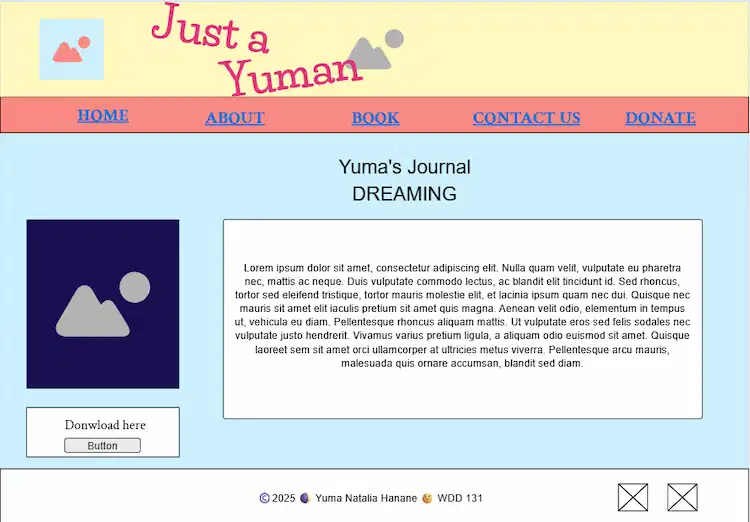 Just a
Yuman
HOME ABOUT BOOK CONTACT US DONATE
Yuma's Journal
DREAMING
Lorem ipsum dolor sit amet, consectetur adipiscing elit. Nulla quam velit, vulputate eu pharetra
nec, mattis ac neque. Duis vulputate commodo lectus, ac blandit elit tincidunt id. Sed rhoncus,
tortor sed eleifend tristique, tortor mauris molestie elit, et lacinia ipsum quam nec dui. Quisque nec
mauris sit amet elit iaculis pretium sit amet quis magna. Aenean velit odio, elementum in tempus
ut, vehicula eu diam. Pellentesque rhoncus aliquam mattis. Ut vulputate eros sed felis sodales nec
vulputate justo hendrerit. Vivamus varius pretium ligula, a aliquam odio euismod sit amet. Quisque
laoreet sem sit amet orci ullamcorper at ultricies metus viverra. Pellentesque arcu mauris,
malesuada quis ornare accumsan, blandit sed diam.
Donwload here
Button
©2025 🌒 Yuma Natalia Hanane 🥳 WDD 131